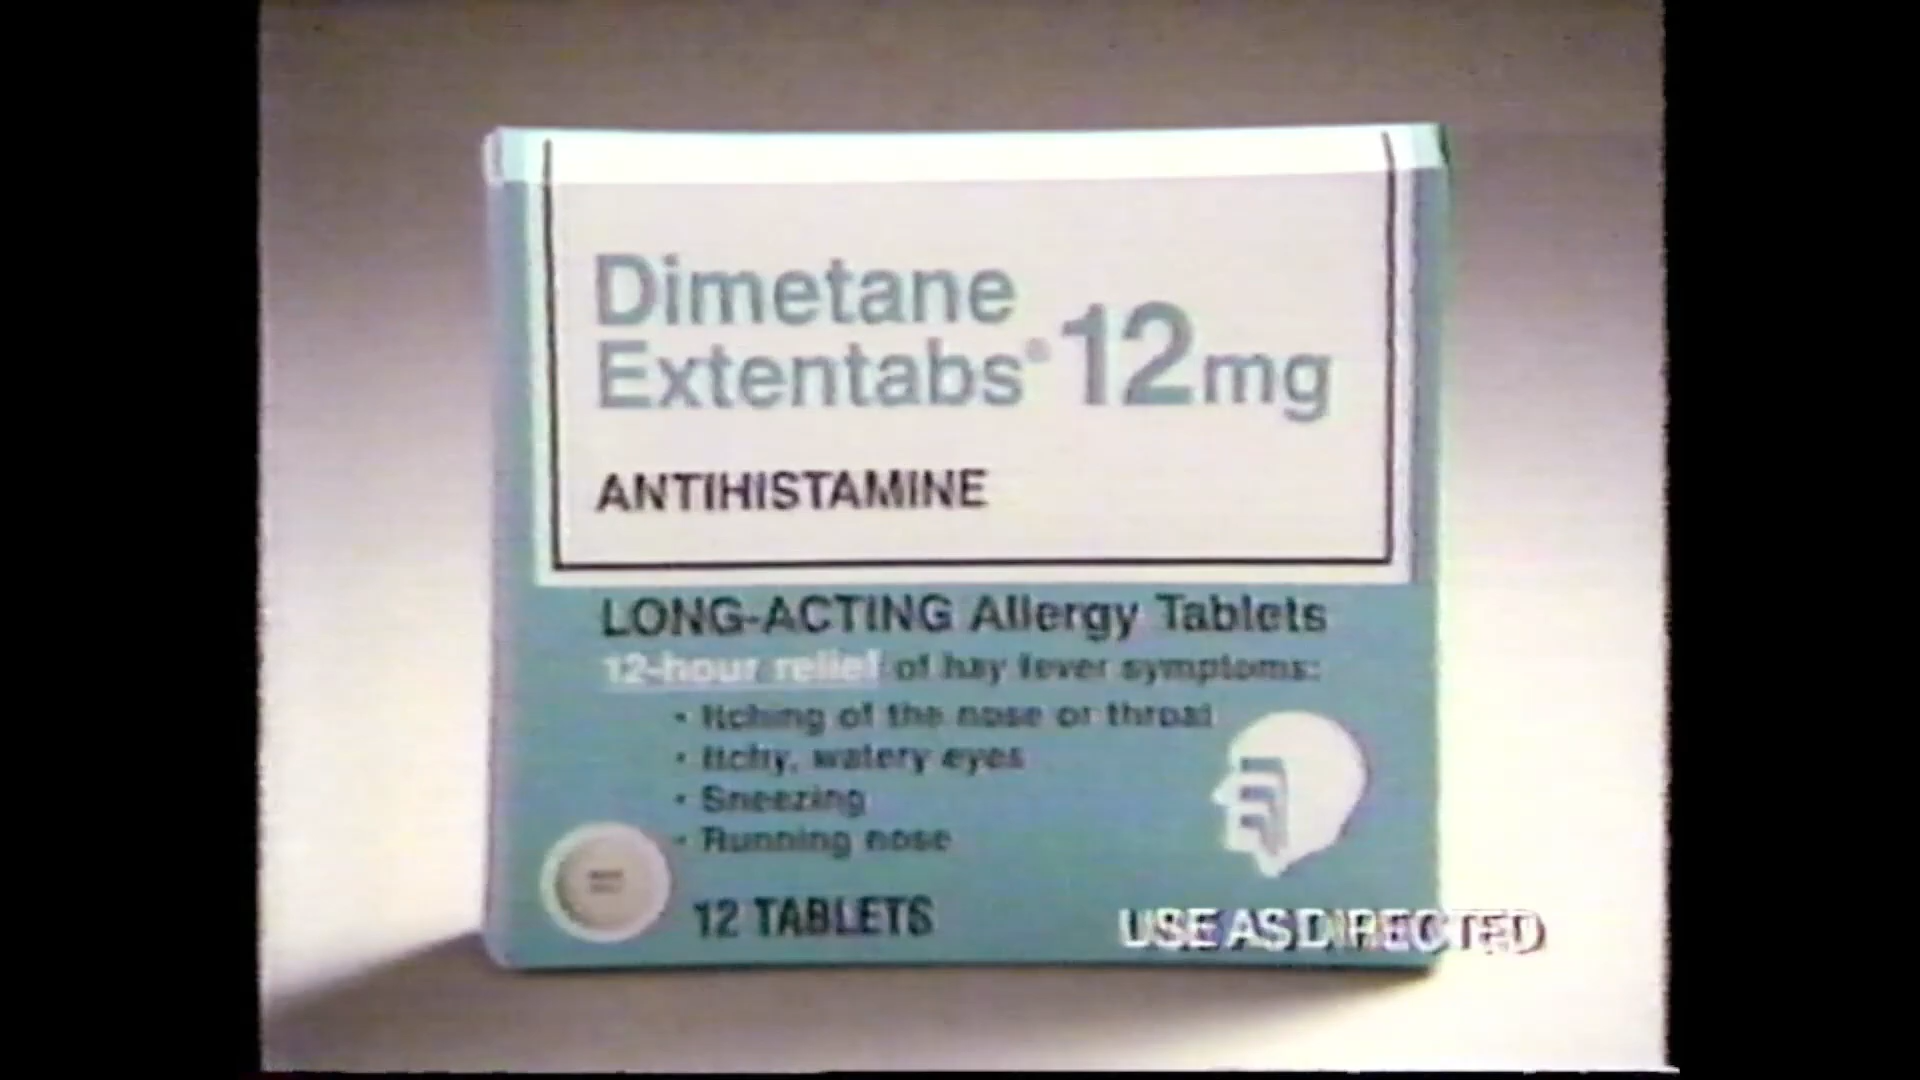 Dimetane
Extentabs® 12mg
ANTIHISTAMINE
LONG-ACTING Allergy Tablets
12-hour relief of hay fever symptoms:
• Itching of the nose or throat
• Itchy, watery eyes
• Sneezing
• Running nose
12 TABLETS
USE AS DIRECTED